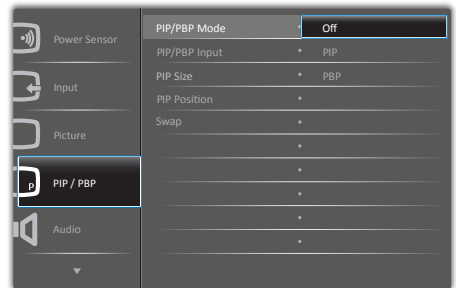 Power Sensor
Input
Picture
P
PIP / PBP
Audio
PIP/PBP Mode • Off
PIP/PBP Input • PIP
PIP Size • PBP
PIP Position •
Swap •
•
•
•
•
•